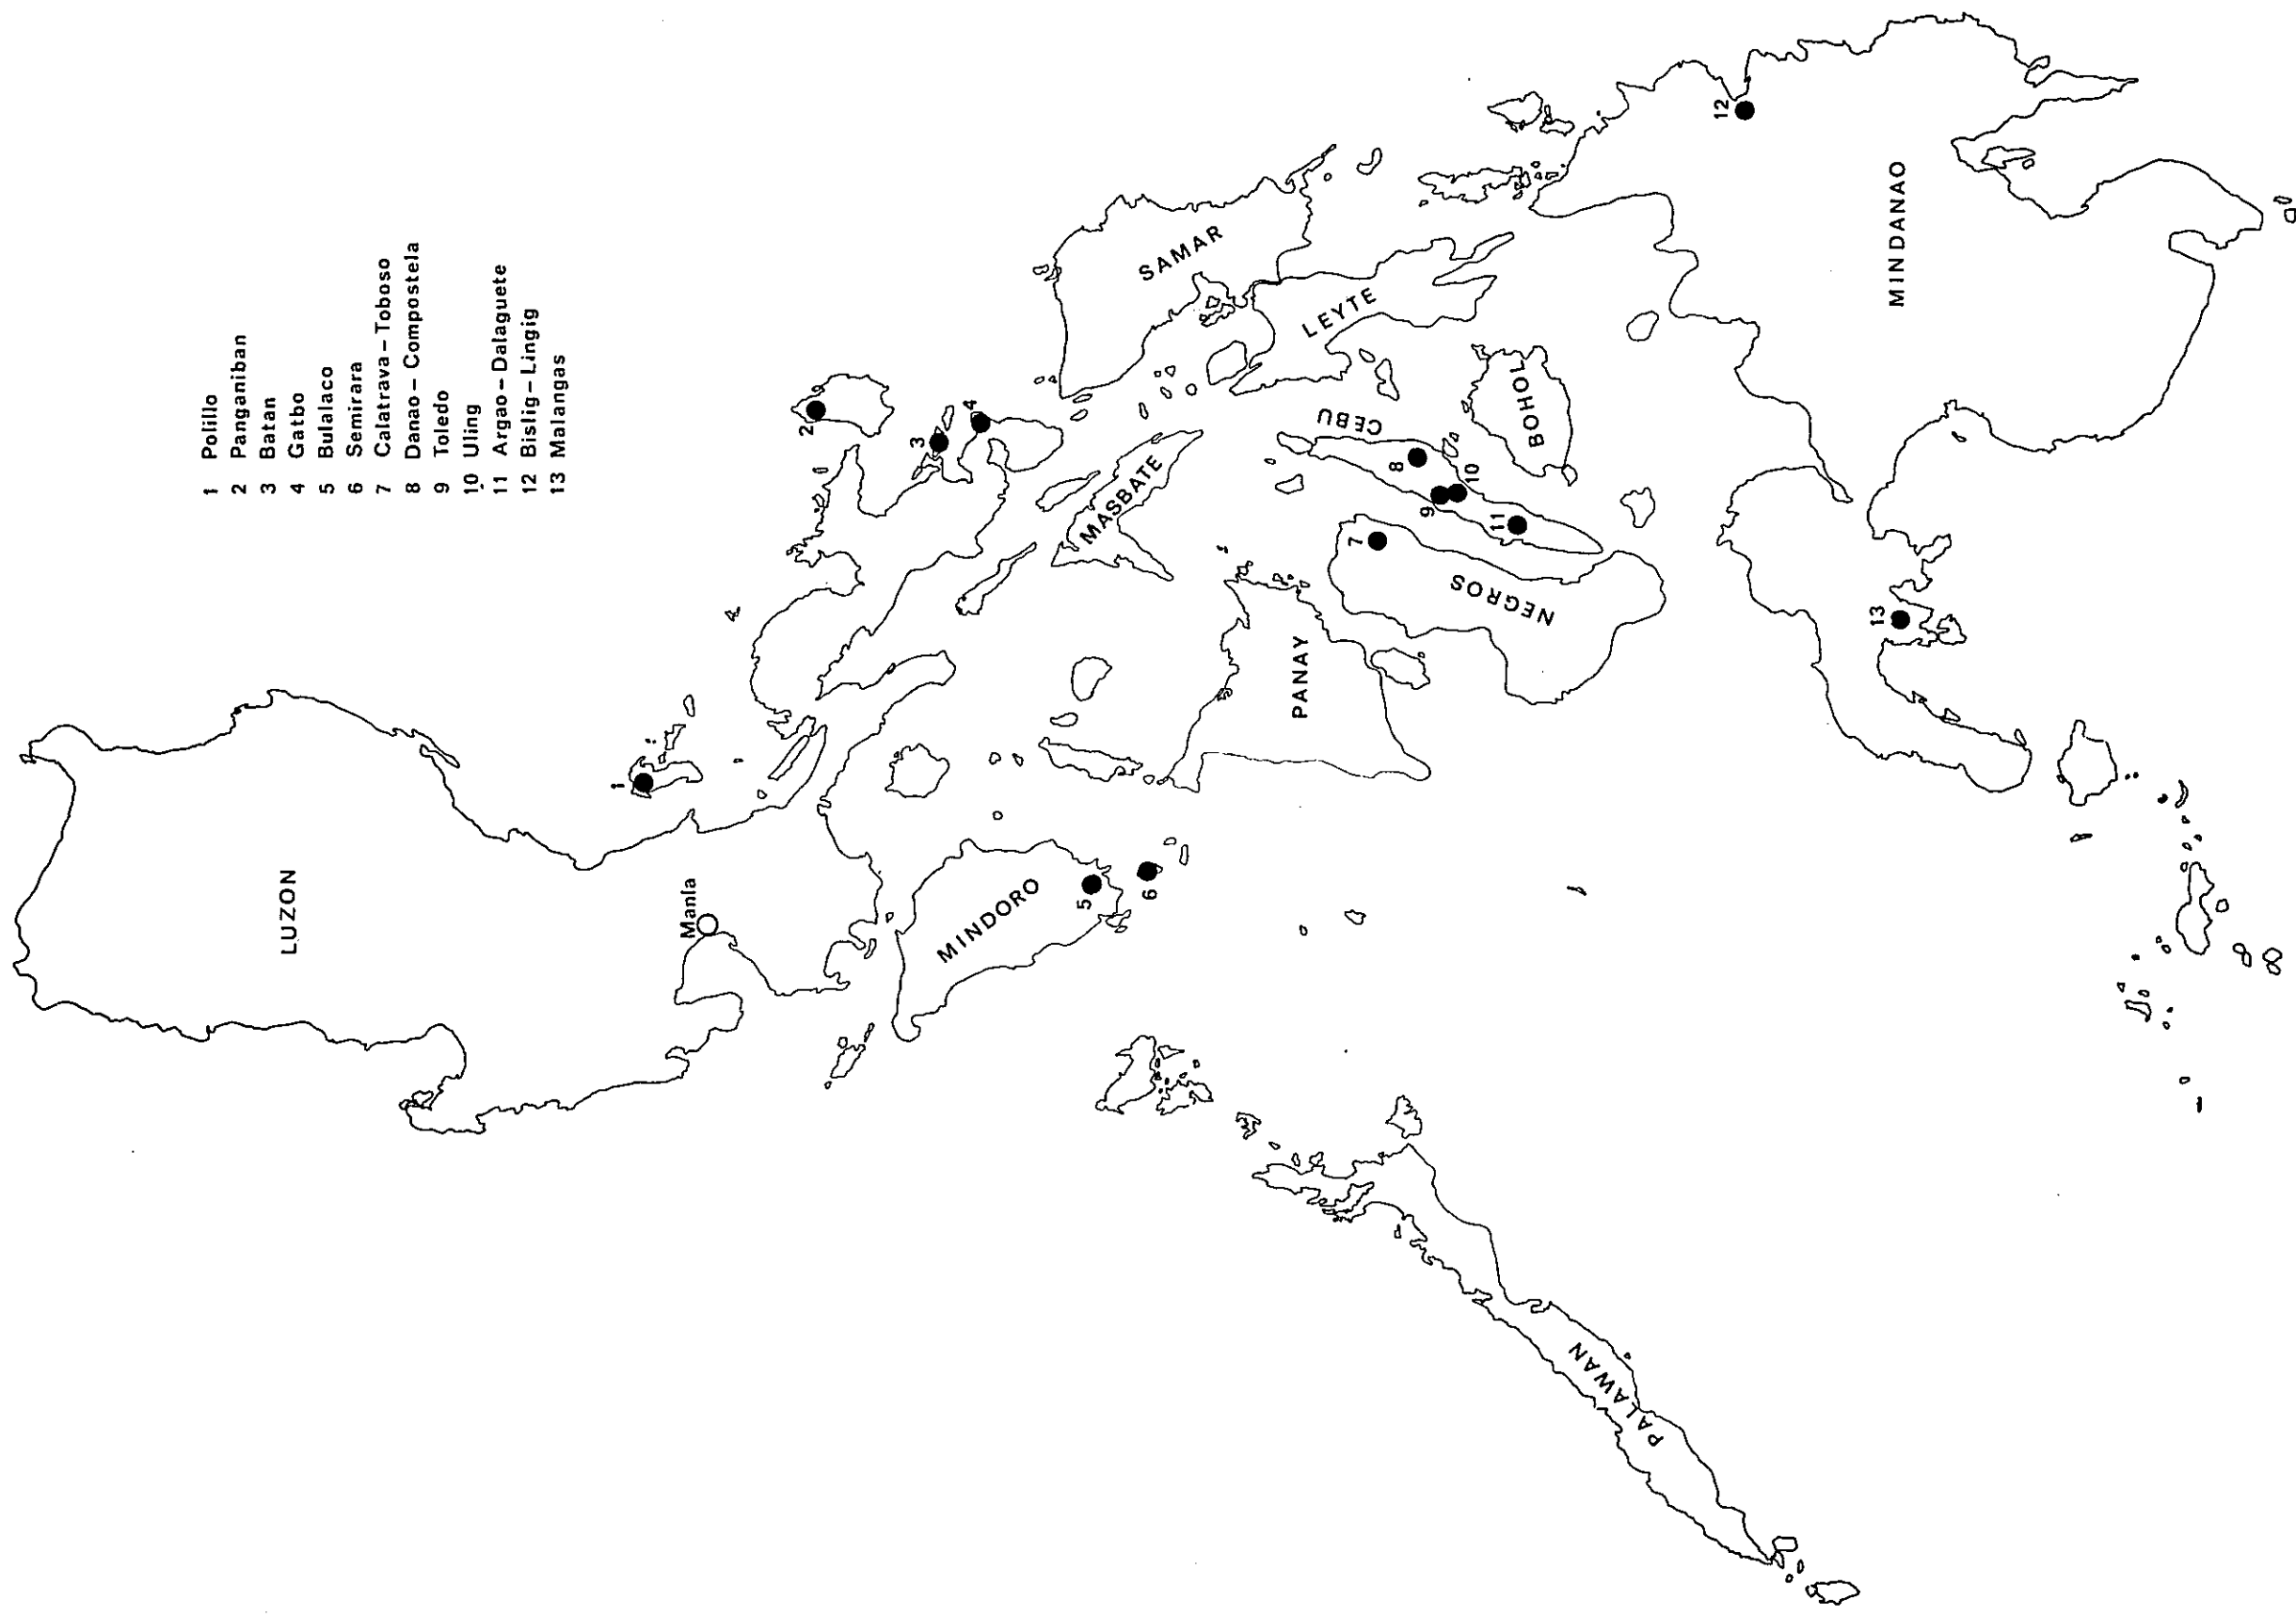 1 Polillo
2 Panganiban
3 Batan
4 Gatbo
5 Bulalaco
6 Semirara
7 Calatrava – Toboso
8 Danao – Compostela
9 Toledo
10 Uling
11 Argao – Dalaguete
12 Bislig – Lingig
13 Malangas
LUZON
Manla
1
2
3
4
MINDORO
5
6
MASBATE
SAMAR
LEYTE
PANAY
CEBU
7
8
9
10
11
NEGROS
BOHOL
PALAWAN
12
MINDANAO
13